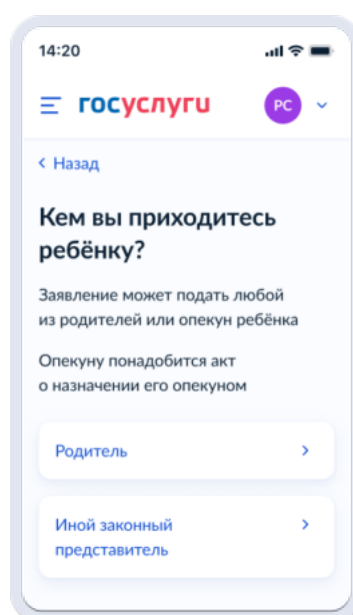 14:20
госуслуги
РС
Назад
Кем вы приходитесь
ребёнку?
Заявление может подать любой
из родителей или опекун ребёнка
Опекуну понадобится акт
о назначении его опекуном
Родитель
Иной законный
представитель